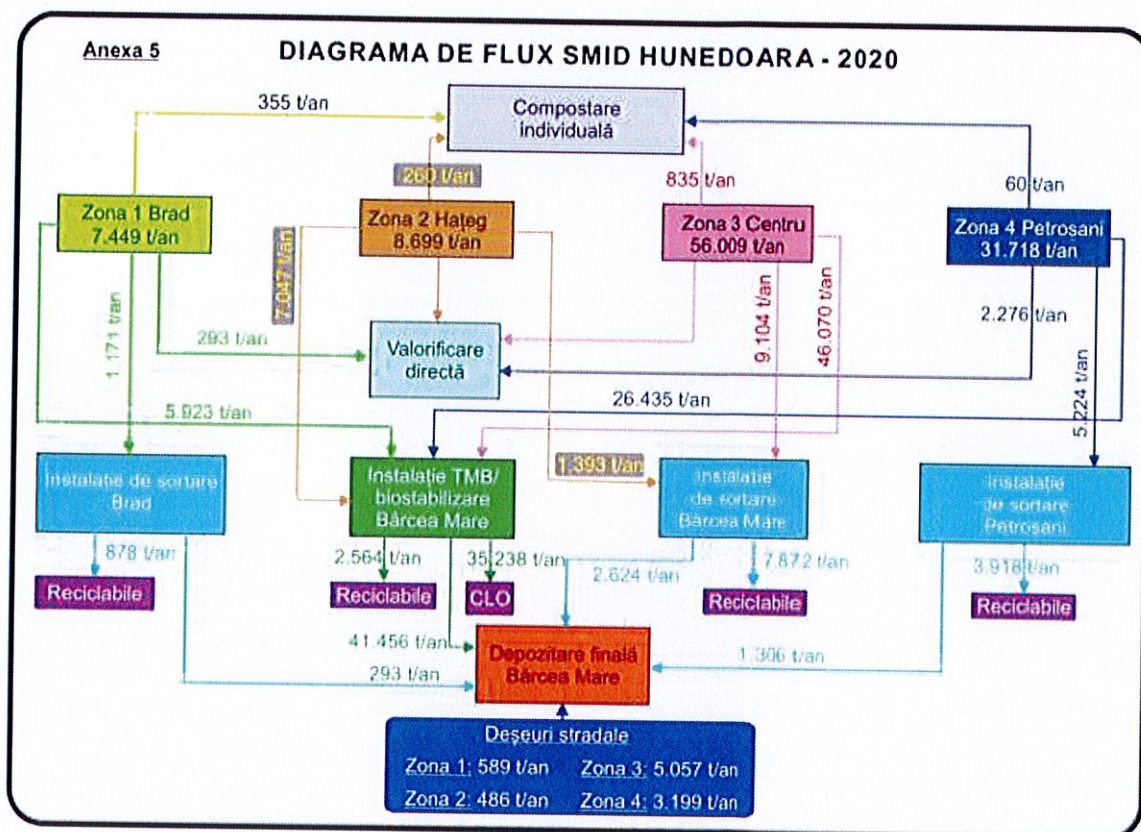 Anexa 5
DIAGRAMA DE FLUX SMID HUNEDOARA - 2020
355 t/an
Compostare
individuală
260 t/an
835 t/an
60 t/an
Zona 1 Brad
7.449 t/an
Zona 2 Hațeg
8.699 t/an
Zona 3 Centru
56.009 t/an
Zona 4 Petrosani
31.718 t/an
1.171 t/an
293 t/an
7.047 t/an
Valorificare
directă
9.104 t/an
46.070 t/an
2.276 t/an
5.923 t/an
26.435 t/an
5.224 t/an
1.393 t/an
Instalație de sortare
Brad
Instalație TMB/
biostabilizare
Bârcea Mare
Instalație
de sortare
Bârcea Mare
Instalație
de sortare
Petroșani
878 t/an
2.564 t/an
35.238 t/an
2.624 t/an
7.872 t/an
3.918 t/an
Reciclabile
Reciclabile
CLO
Reciclabile
Reciclabile
41.456 t/an
293 t/an
Depozitare finală
Bârcea Mare
1.306 t/an
Deșeuri stradale
Zona 1: 589 t/an Zona 3: 5.057 t/an
Zona 2: 486 t/an Zona 4: 3.199 t/an